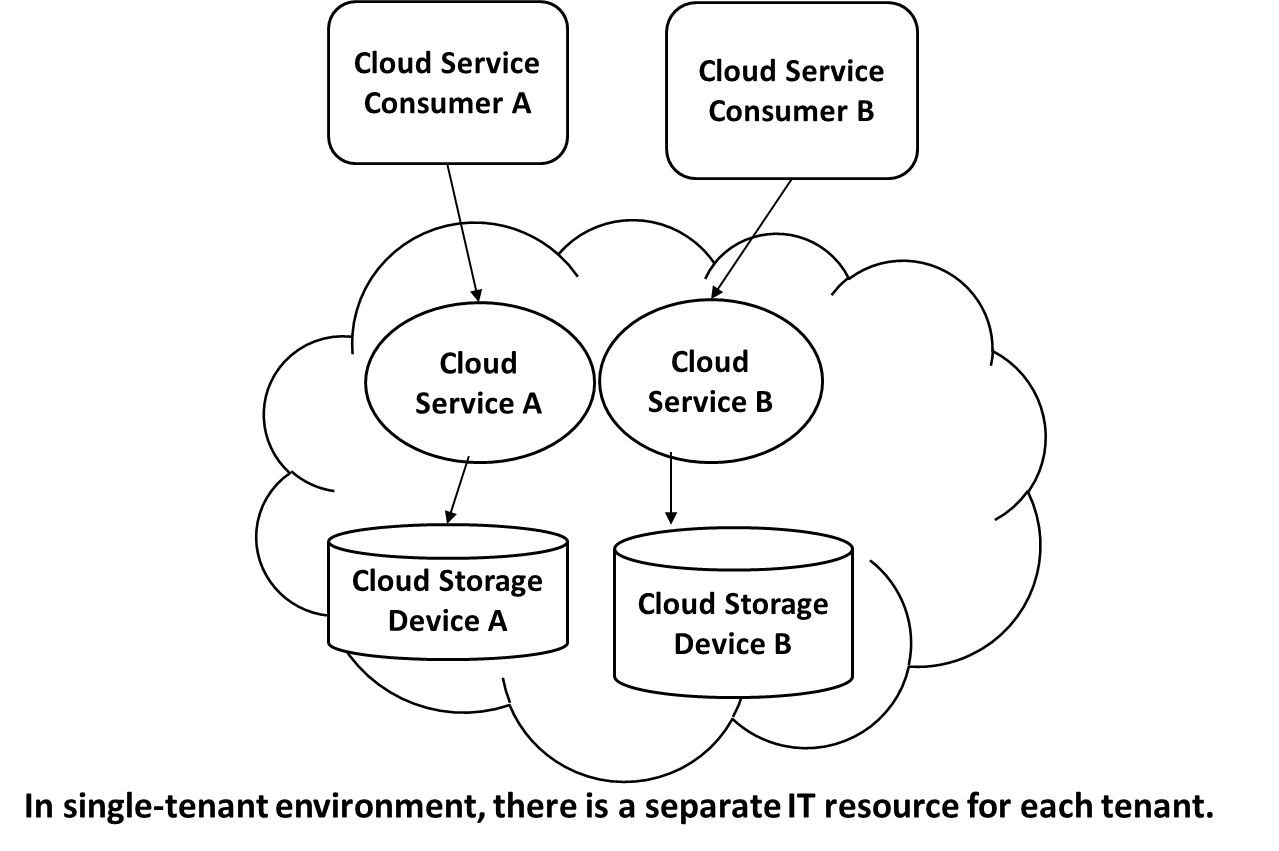 Cloud Service
Consumer A
Cloud Service
Consumer B
Cloud
Service A
Cloud
Service B
Cloud Storage
Device A
Cloud Storage
Device B
In single-tenant environment, there is a separate IT resource for each tenant.